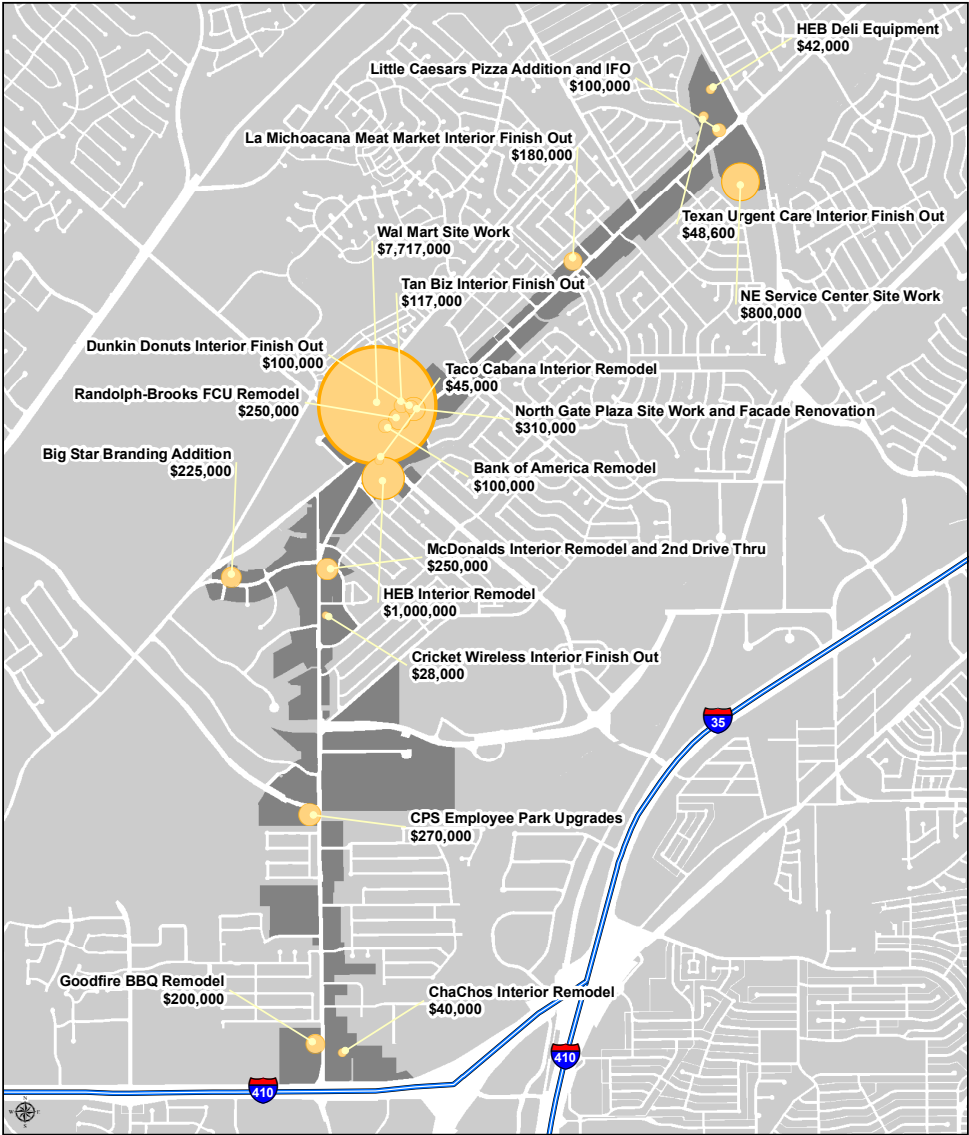 HEB Deli Equipment
$42,000
Little Caesars Pizza Addition and IFO
$100,000
La Michoacana Meat Market Interior Finish Out
$180,000
Texan Urgent Care Interior Finish Out
$48,600
Wal Mart Site Work
$7,717,000
Tan Biz Interior Finish Out
$117,000
NE Service Center Site Work
$800,000
Dunkin Donuts Interior Finish Out
$100,000
Taco Cabana Interior Remodel
$45,000
Randolph-Brooks FCU Remodel
$250,000
North Gate Plaza Site Work and Facade Renovation
$310,000
Big Star Branding Addition
$225,000
Bank of America Remodel
$100,000
McDonalds Interior Remodel and 2nd Drive Thru
$250,000
HEB Interior Remodel
$1,000,000
Cricket Wireless Interior Finish Out
$28,000
35
CPS Employee Park Upgrades
$270,000
Goodfire BBQ Remodel
$200,000
ChaChos Interior Remodel
$40,000
410
410
N
W E
S